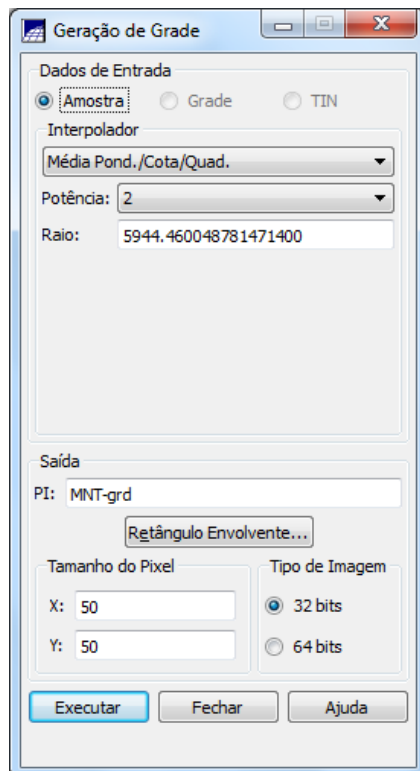 Geração de Grade
Dados de Entrada
Amostra Grade TIN
Interpolador
Média Pond./Cota/Quad.
Potência: 2
Raio: 5944.460048781471400
Saída
PI: MNT-grd
Retângulo Envolvente...
Tamanho do Pixel Tipo de Imagem
X: 50 32 bits
Y: 50 64 bits
Executar Fechar Ajuda